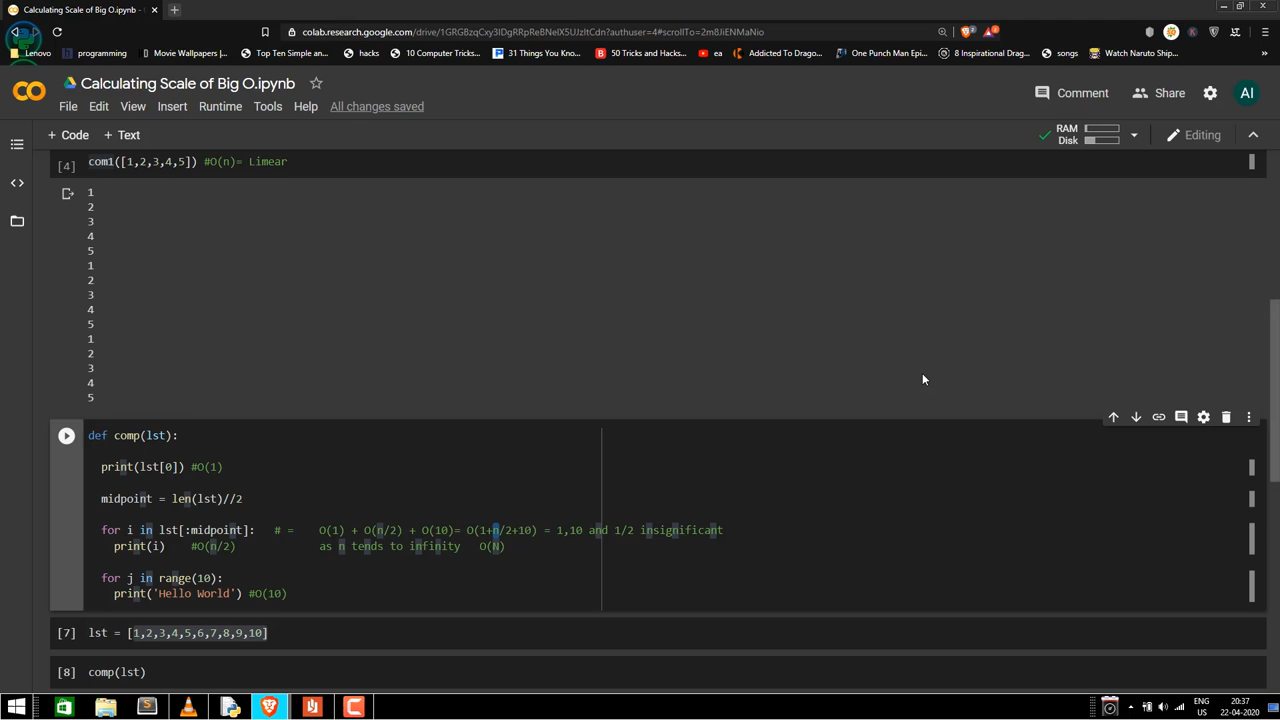 Calculating Scale of Big O.ipynb
colab.research.google.com/drive/1GRGBzqCxy3IDgRRpRe8NeIX5UJzItCdn?authuser=4#scrollTo=2m8JiENMaNio
Lenovo programming Movie Wallpapers | Top Ten Simple an... hacks 10 Computer Tricks... 31 Things You Kno... 50 Tricks and Hacks... ea Addicted To Drago... One Punch Man Epi... 8 Inspirational Drag... songs Watch Naruto Ship...
Calculating Scale of Big O.ipynb
Comment Share AI
File Edit View Insert Runtime Tools Help All changes saved
+ Code + Text RAM Disk Editing
[4] com1([1,2,3,4,5]) #O(n)= Limear
1
2
3
4
5
1
2
3
4
5
1
2
3
4
5
def comp(lst):
print(lst[0]) #O(1)
midpoint = len(lst)//2
for i in lst[:midpoint]: # = O(1) + O(n/2) + O(10)= O(1+n/2+10) = 1,10 and 1/2 insignificant
print(i) #O(n/2) as n tends to infinity O(N)
for j in range(10):
print('Hello World') #O(10)
[7] lst = [1,2,3,4,5,6,7,8,9,10]
[8] comp(lst)
ENG 20:37
US 22-04-2020